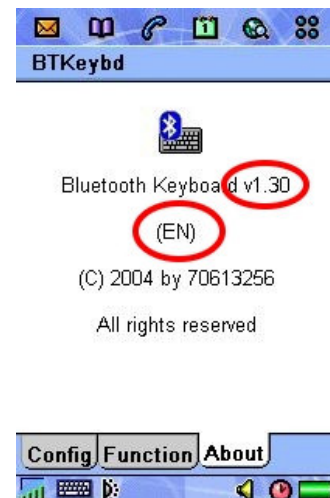 BTKeybd
Bluetooth Keyboard v1.30
(EN)
(C) 2004 by 70613256
All rights reserved
Config Function About